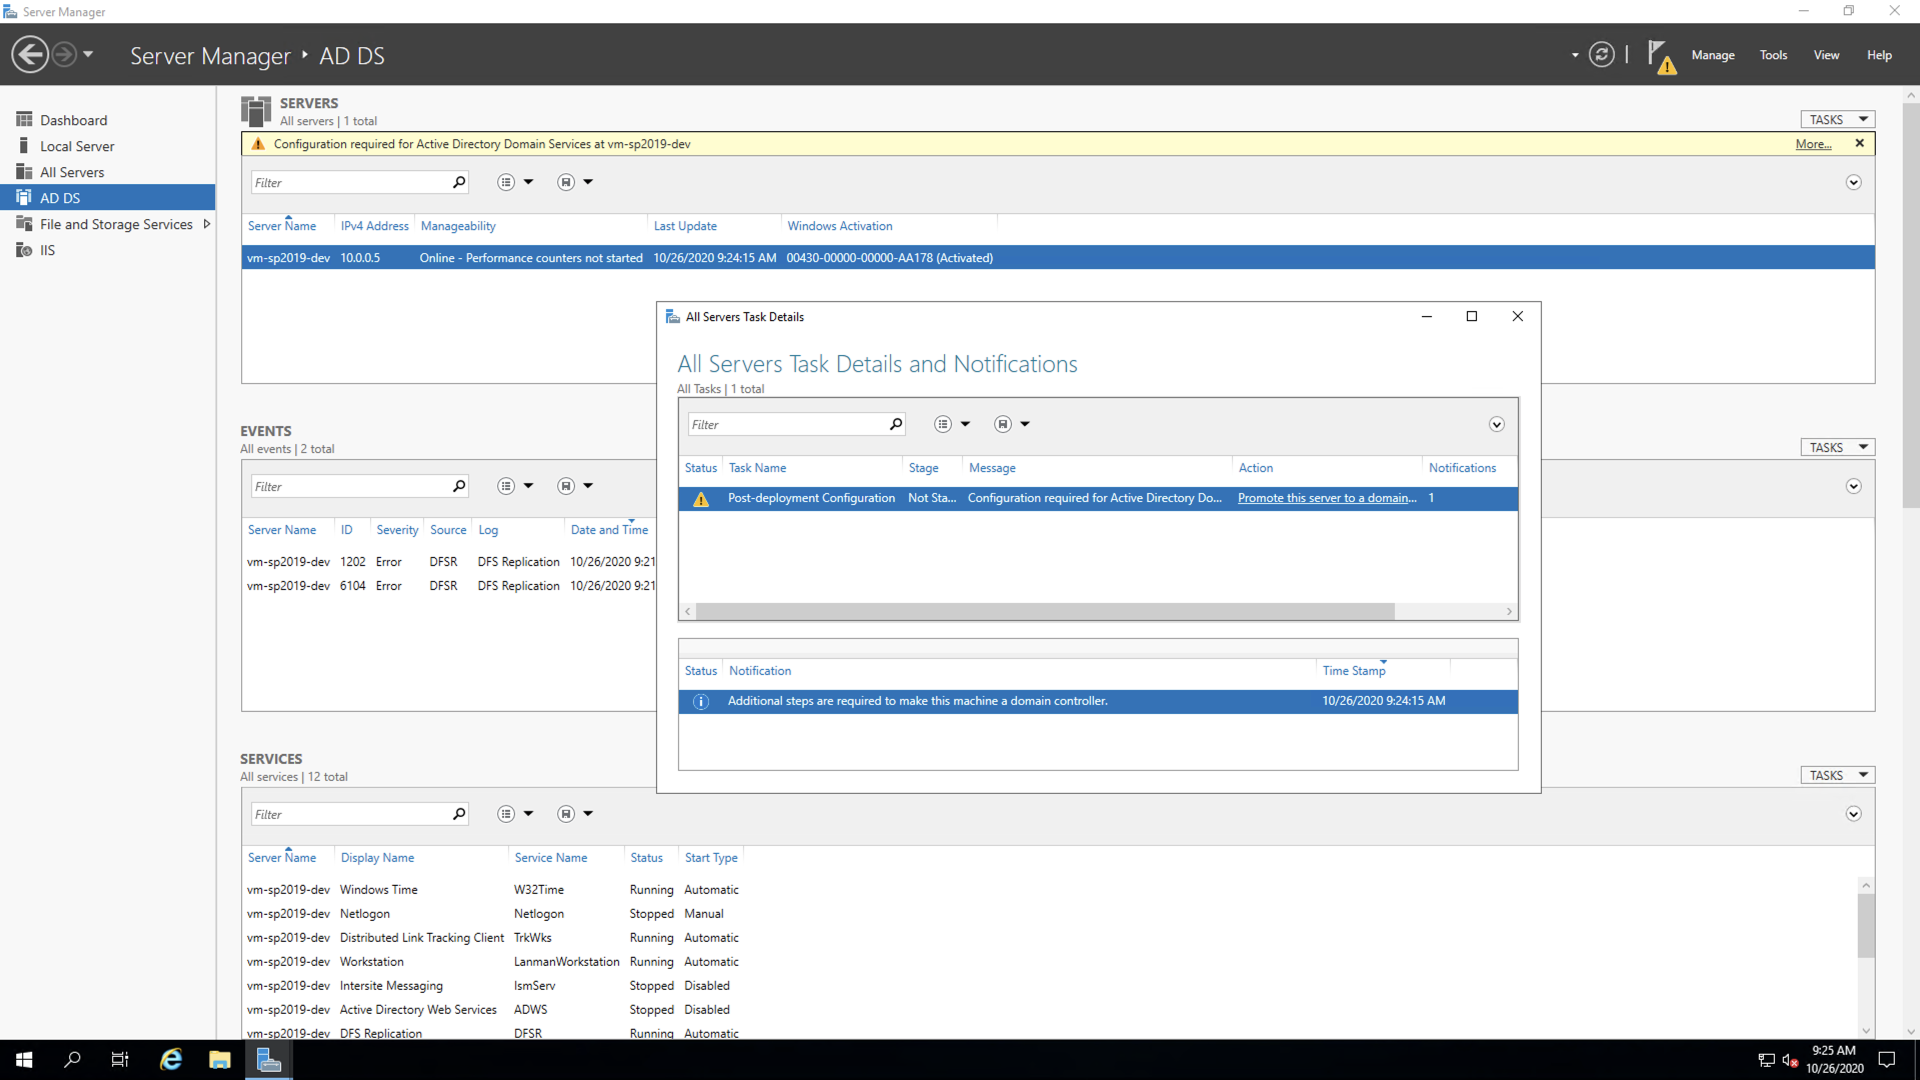 Server Manager
Server Manager ‣ AD DS
Manage Tools View Help
Dashboard
Local Server
All Servers
AD DS
File and Storage Services
IIS
SERVERS
All servers | 1 total
TASKS
Configuration required for Active Directory Domain Services at vm-sp2019-dev More...
Filter
Server Name IPv4 Address Manageability Last Update Windows Activation
vm-sp2019-dev 10.0.0.5 Online - Performance counters not started 10/26/2020 9:24:15 AM 00430-00000-00000-AA178 (Activated)
EVENTS
All events | 2 total
TASKS
Filter
Server Name ID Severity Source Log Date and Time
vm-sp2019-dev 1202 Error DFSR DFS Replication 10/26/2020 9:21
vm-sp2019-dev 6104 Error DFSR DFS Replication 10/26/2020 9:21
All Servers Task Details
All Servers Task Details and Notifications
All Tasks | 1 total
Filter
Status Task Name Stage Message Action Notifications
Post-deployment Configuration Not Sta... Configuration required for Active Directory Do... Promote this server to a domain... 1
Status Notification Time Stamp
Additional steps are required to make this machine a domain controller. 10/26/2020 9:24:15 AM
SERVICES
All services | 12 total
TASKS
Filter
Server Name Display Name Service Name Status Start Type
vm-sp2019-dev Windows Time W32Time Running Automatic
vm-sp2019-dev Netlogon Netlogon Stopped Manual
vm-sp2019-dev Distributed Link Tracking Client TrkWks Running Automatic
vm-sp2019-dev Workstation LanmanWorkstation Running Automatic
vm-sp2019-dev Intersite Messaging IsmServ Stopped Disabled
vm-sp2019-dev Active Directory Web Services ADWS Stopped Disabled
vm-sp2019-dev DFS Replication DFSR Running Automatic
9:25 AM
10/26/2020